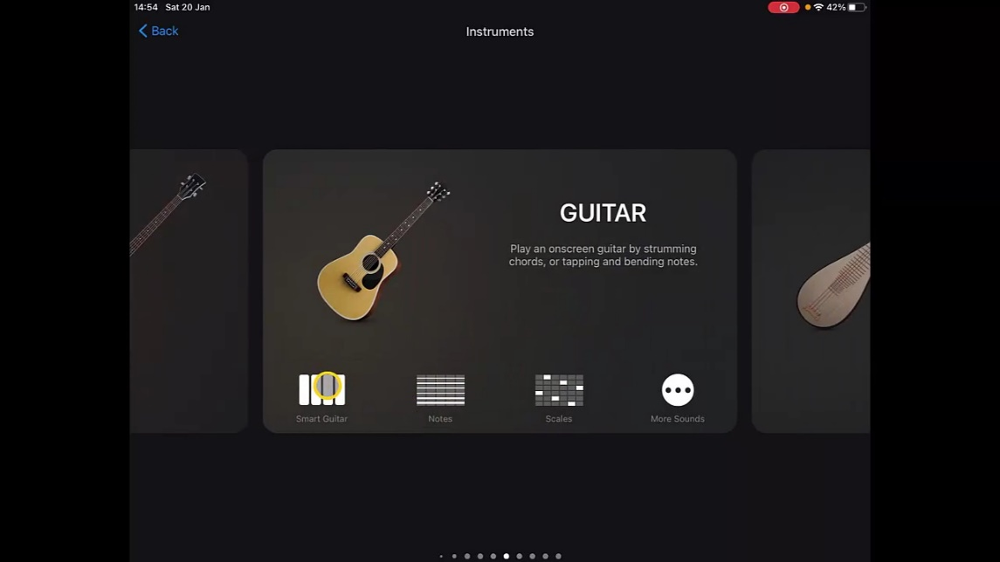 14:54 Sat 20 Jan
42%
Back
Instruments
GUITAR
Play an onscreen guitar by strumming
chords, or tapping and bending notes.
Smart Guitar
Notes
Scales
More Sounds